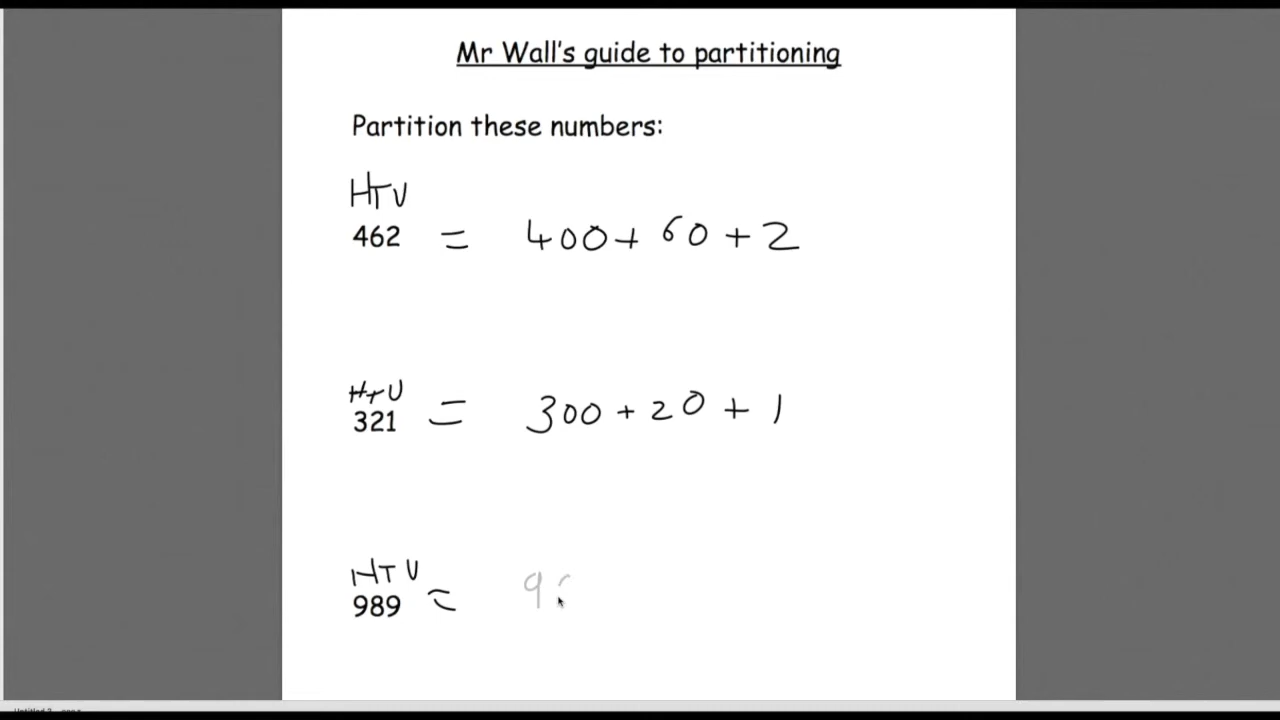 Mr Wall's guide to partitioning
Partition these numbers:
HTU
462 = 400 + 60 + 2
HTU
321 = 300 + 20 + 1
HTU
989 = 9